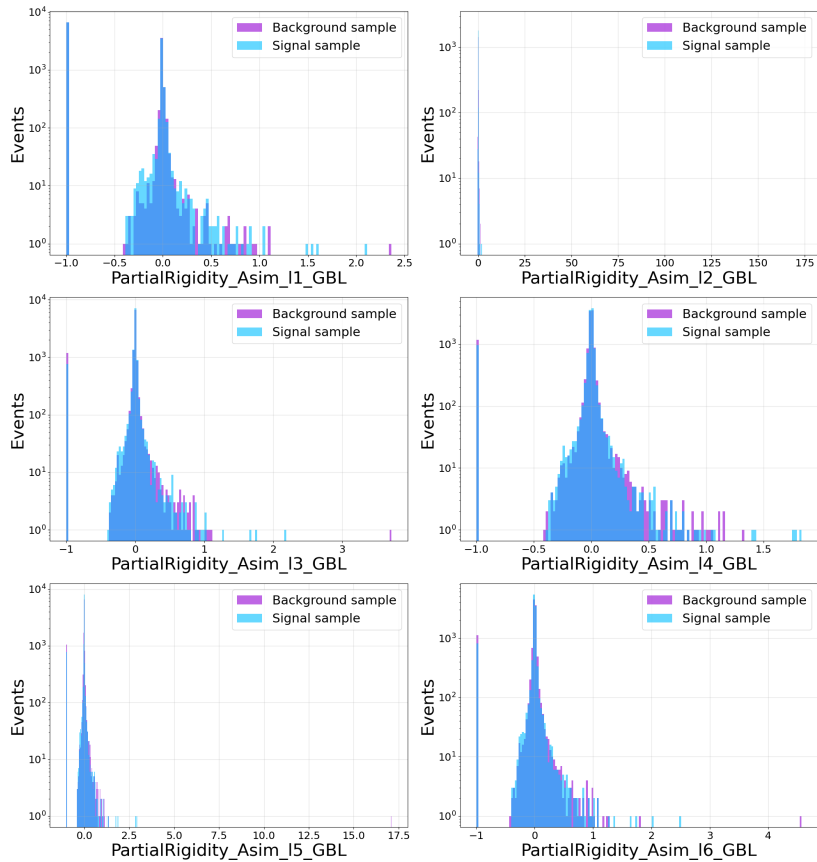 10⁴
10³
10²
10¹
10⁰
Events
Background sample
Signal sample
−1.0 −0.5 0.0 0.5 1.0 1.5 2.0 2.5
PartialRigidity_Asim_l1_GBL
10³
10²
10¹
10⁰
Events
Background sample
Signal sample
0 25 50 75 100 125 150 175
PartialRigidity_Asim_l2_GBL
10⁴
10³
10²
10¹
10⁰
Events
Background sample
Signal sample
−1 0 1 2 3
PartialRigidity_Asim_l3_GBL
10⁴
10³
10²
10¹
10⁰
Events
Background sample
Signal sample
−1.0 −0.5 0.0 0.5 1.0 1.5
PartialRigidity_Asim_l4_GBL
10⁴
10³
10²
10¹
10⁰
Events
Background sample
Signal sample
0.0 2.5 5.0 7.5 10.0 12.5 15.0 17.5
PartialRigidity_Asim_l5_GBL
10³
10²
10¹
10⁰
Events
Background sample
Signal sample
−1 0 1 2 3 4
PartialRigidity_Asim_l6_GBL